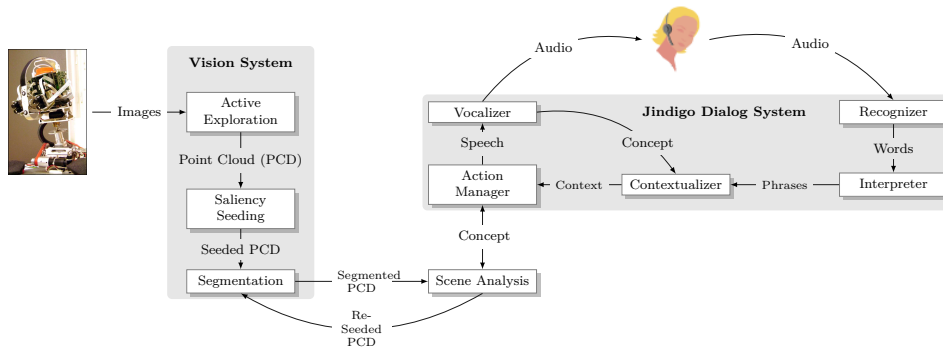 Audio
Audio
Vision System
Images
Active
Exploration
Point Cloud (PCD)
Saliency
Seeding
Seeded PCD
Segmentation
Segmented
PCD
Scene Analysis
Re-
Seeded
PCD
Jindigo Dialog System
Vocalizer
Recognizer
Speech
Concept
Words
Action
Manager
Context
Contextualizer
Phrases
Interpreter
Concept